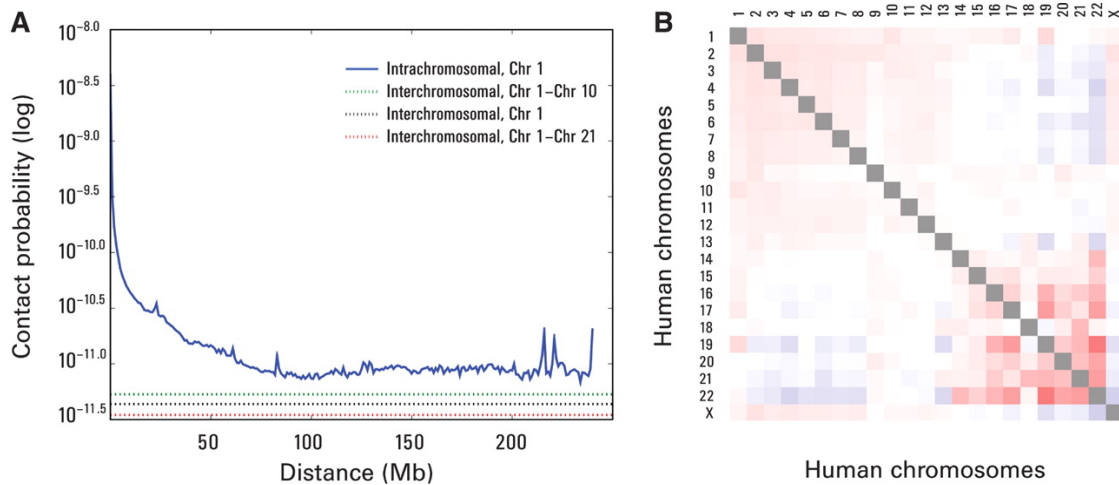 A
Contact probability (log)
10^−8.0
10^−8.5
10^−9.0
10^−9.5
10^−10.0
10^−10.5
10^−11.0
10^−11.5
50
100
150
200
Distance (Mb)
Intrachromosomal, Chr 1
Interchromosomal, Chr 1–Chr 10
Interchromosomal, Chr 1
Interchromosomal, Chr 1–Chr 21
B
1 2 3 4 5 6 7 8 9 10 11 12 13 14 15 16 17 18 19 20 21 22 X
Human chromosomes
1
2
3
4
5
6
7
8
9
10
11
12
13
14
15
16
17
18
19
20
21
22
X
Human chromosomes